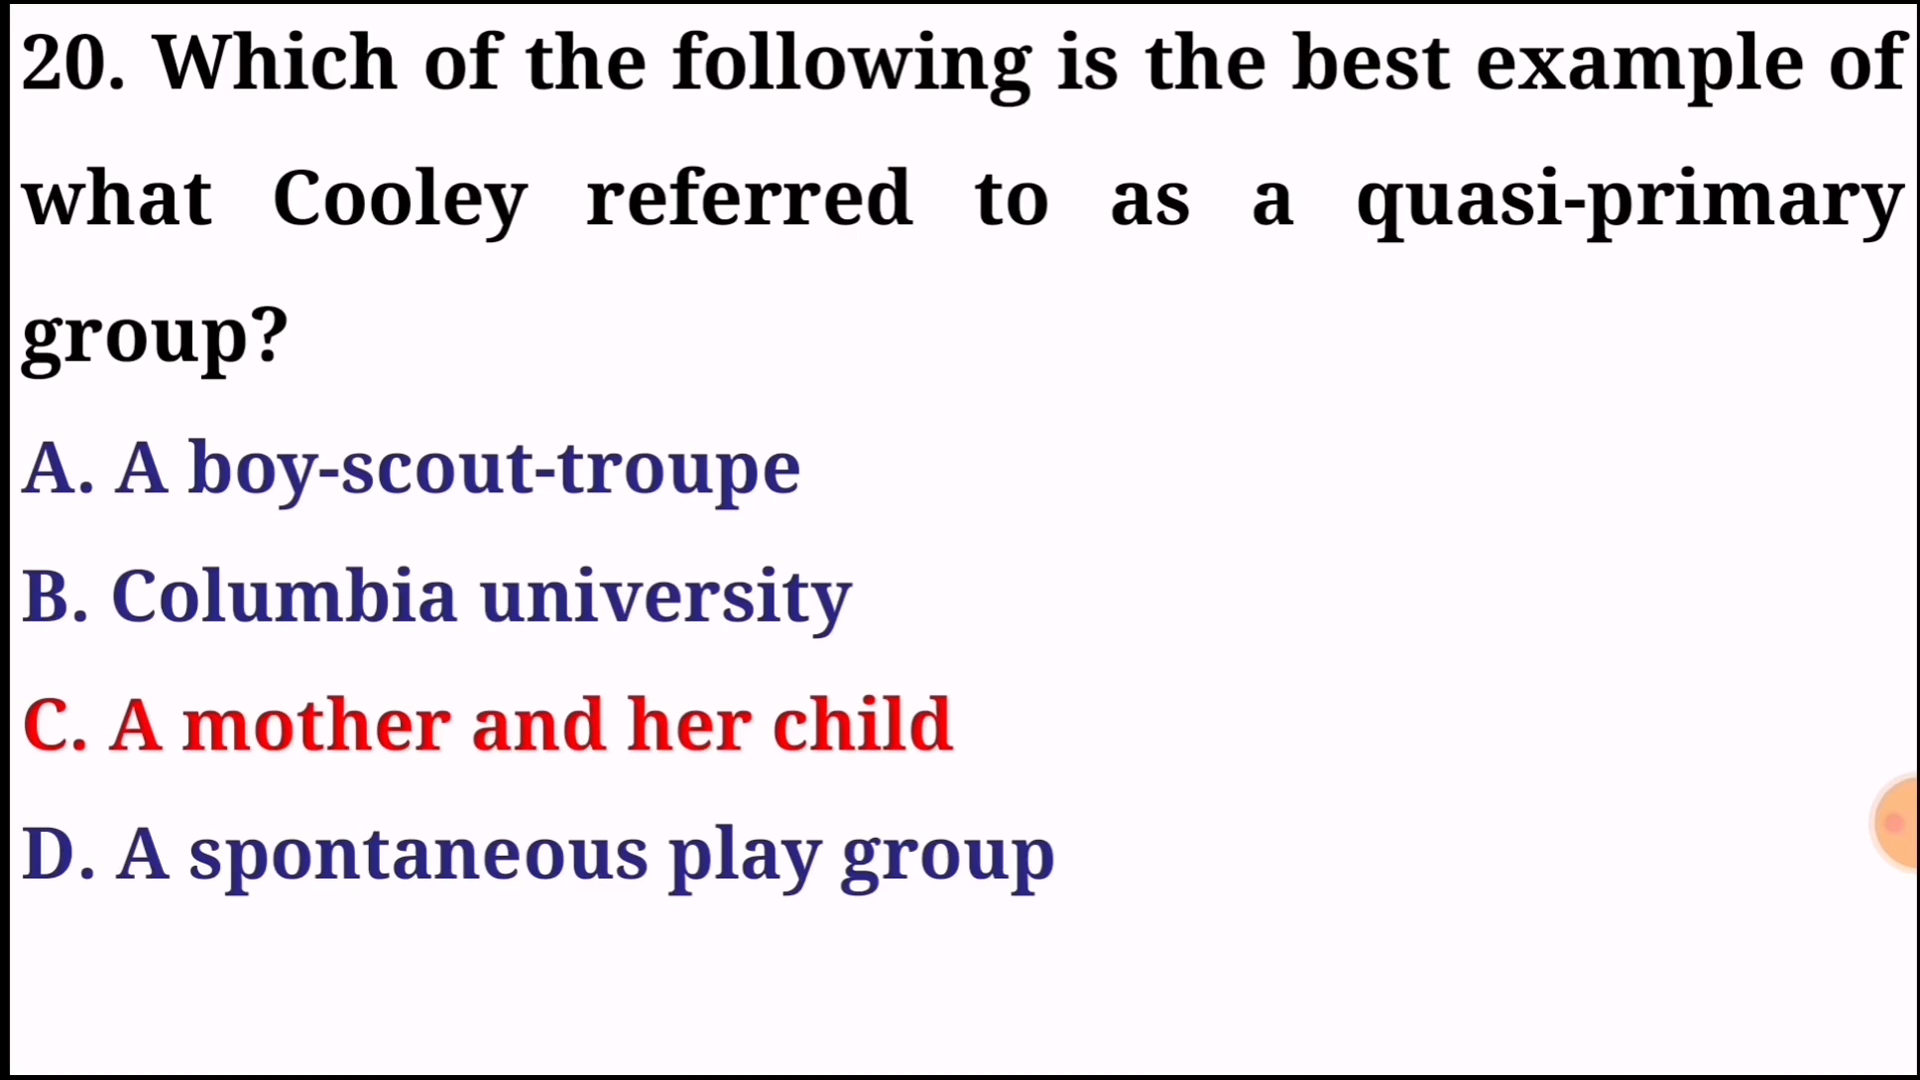 20. Which of the following is the best example of
what Cooley referred to as a quasi-primary
group?
A. A boy-scout-troupe
B. Columbia university
C. A mother and her child
D. A spontaneous play group